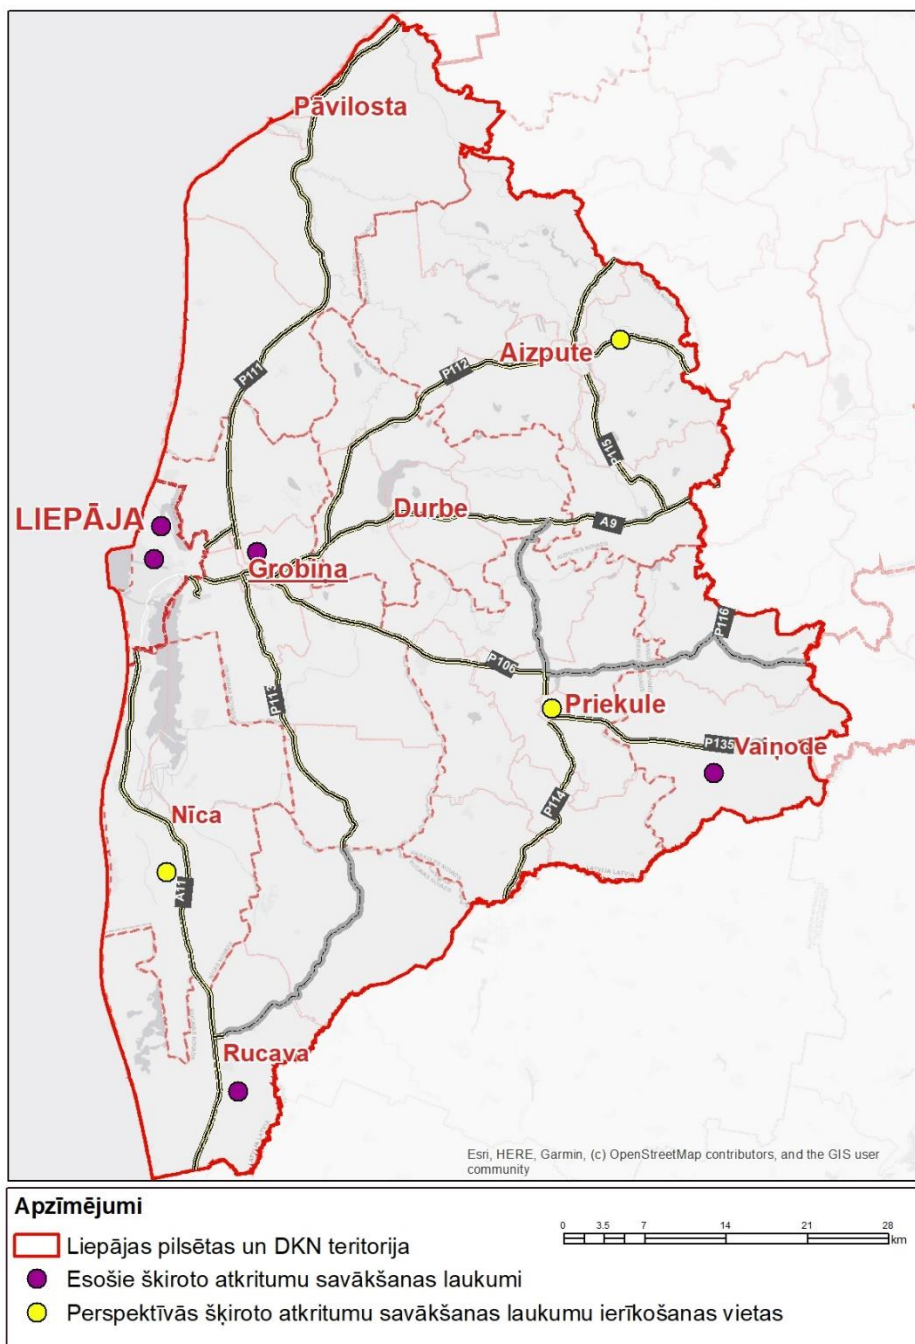 Pāvilosta
P111
P112
Aizpute
P115
LIEPĀJA
Durbe
A9
Grobiņa
P116
P106
P113
Priekule
P135
Vaiņode
P114
Nīca
A11
Rucava
Esri, HERE, Garmin, (c) OpenStreetMap contributors, and the GIS user
community
Apzīmējumi
0 3.5 7 14 21 28
km
Liepājas pilsētas un DKN teritorija
Esošie šķiroto atkritumu savākšanas laukumi
Perspektīvās šķiroto atkritumu savākšanas laukumu ierīkošanas vietas